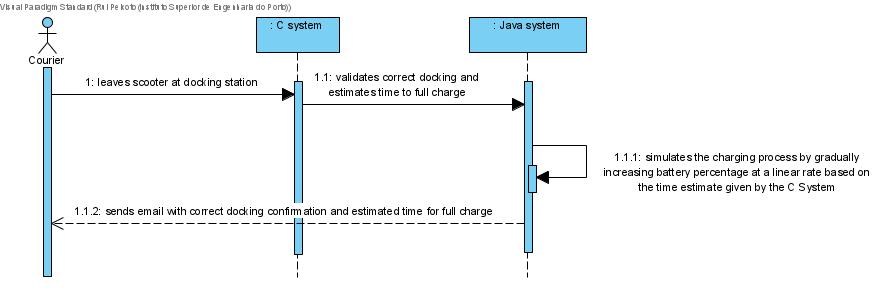 Visual Paradigm Standard (Rui Peixoto (Instituto Superior de Engenharia do Porto))
: C system
: Java system
Courier
1: leaves scooter at docking station
1.1: validates correct docking and
estimates time to full charge
1.1.1: simulates the charging process by gradually
increasing battery percentage at a linear rate based on
the time estimate given by the C System
1.1.2: sends email with correct docking confirmation and estimated time for full charge